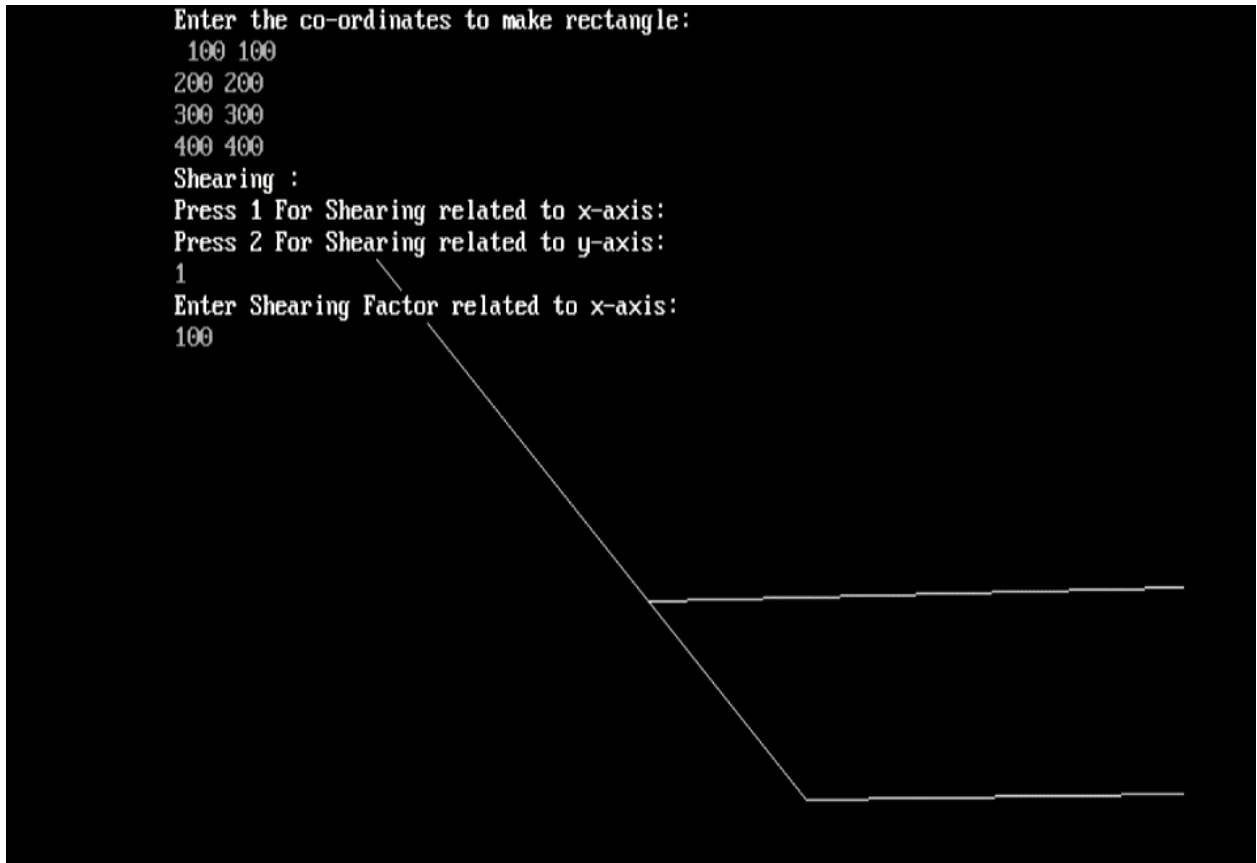 Enter the co-ordinates to make rectangle:
100 100
200 200
300 300
400 400
Shearing :
Press 1 For Shearing related to x-axis:
Press 2 For Shearing related to y-axis:
1
Enter Shearing Factor related to x-axis:
100